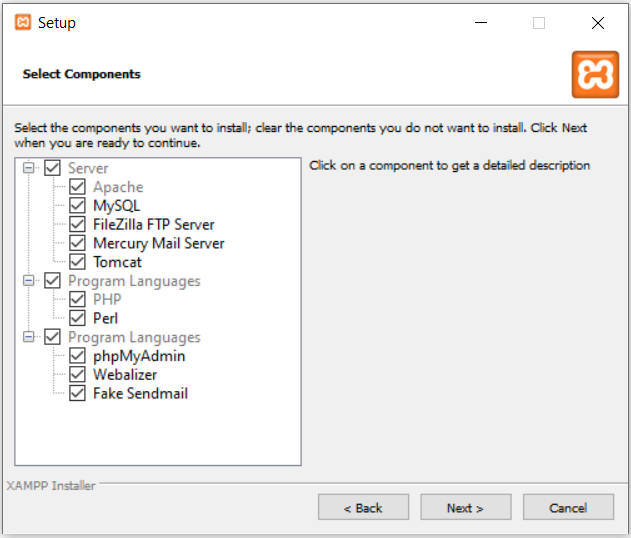 Setup
Select Components
Select the components you want to install; clear the components you do not want to install. Click Next
when you are ready to continue.
Server
Apache
MySQL
FileZilla FTP Server
Mercury Mail Server
Tomcat
Program Languages
PHP
Perl
Program Languages
phpMyAdmin
Webalizer
Fake Sendmail
Click on a component to get a detailed description
XAMPP Installer
< Back
Next >
Cancel